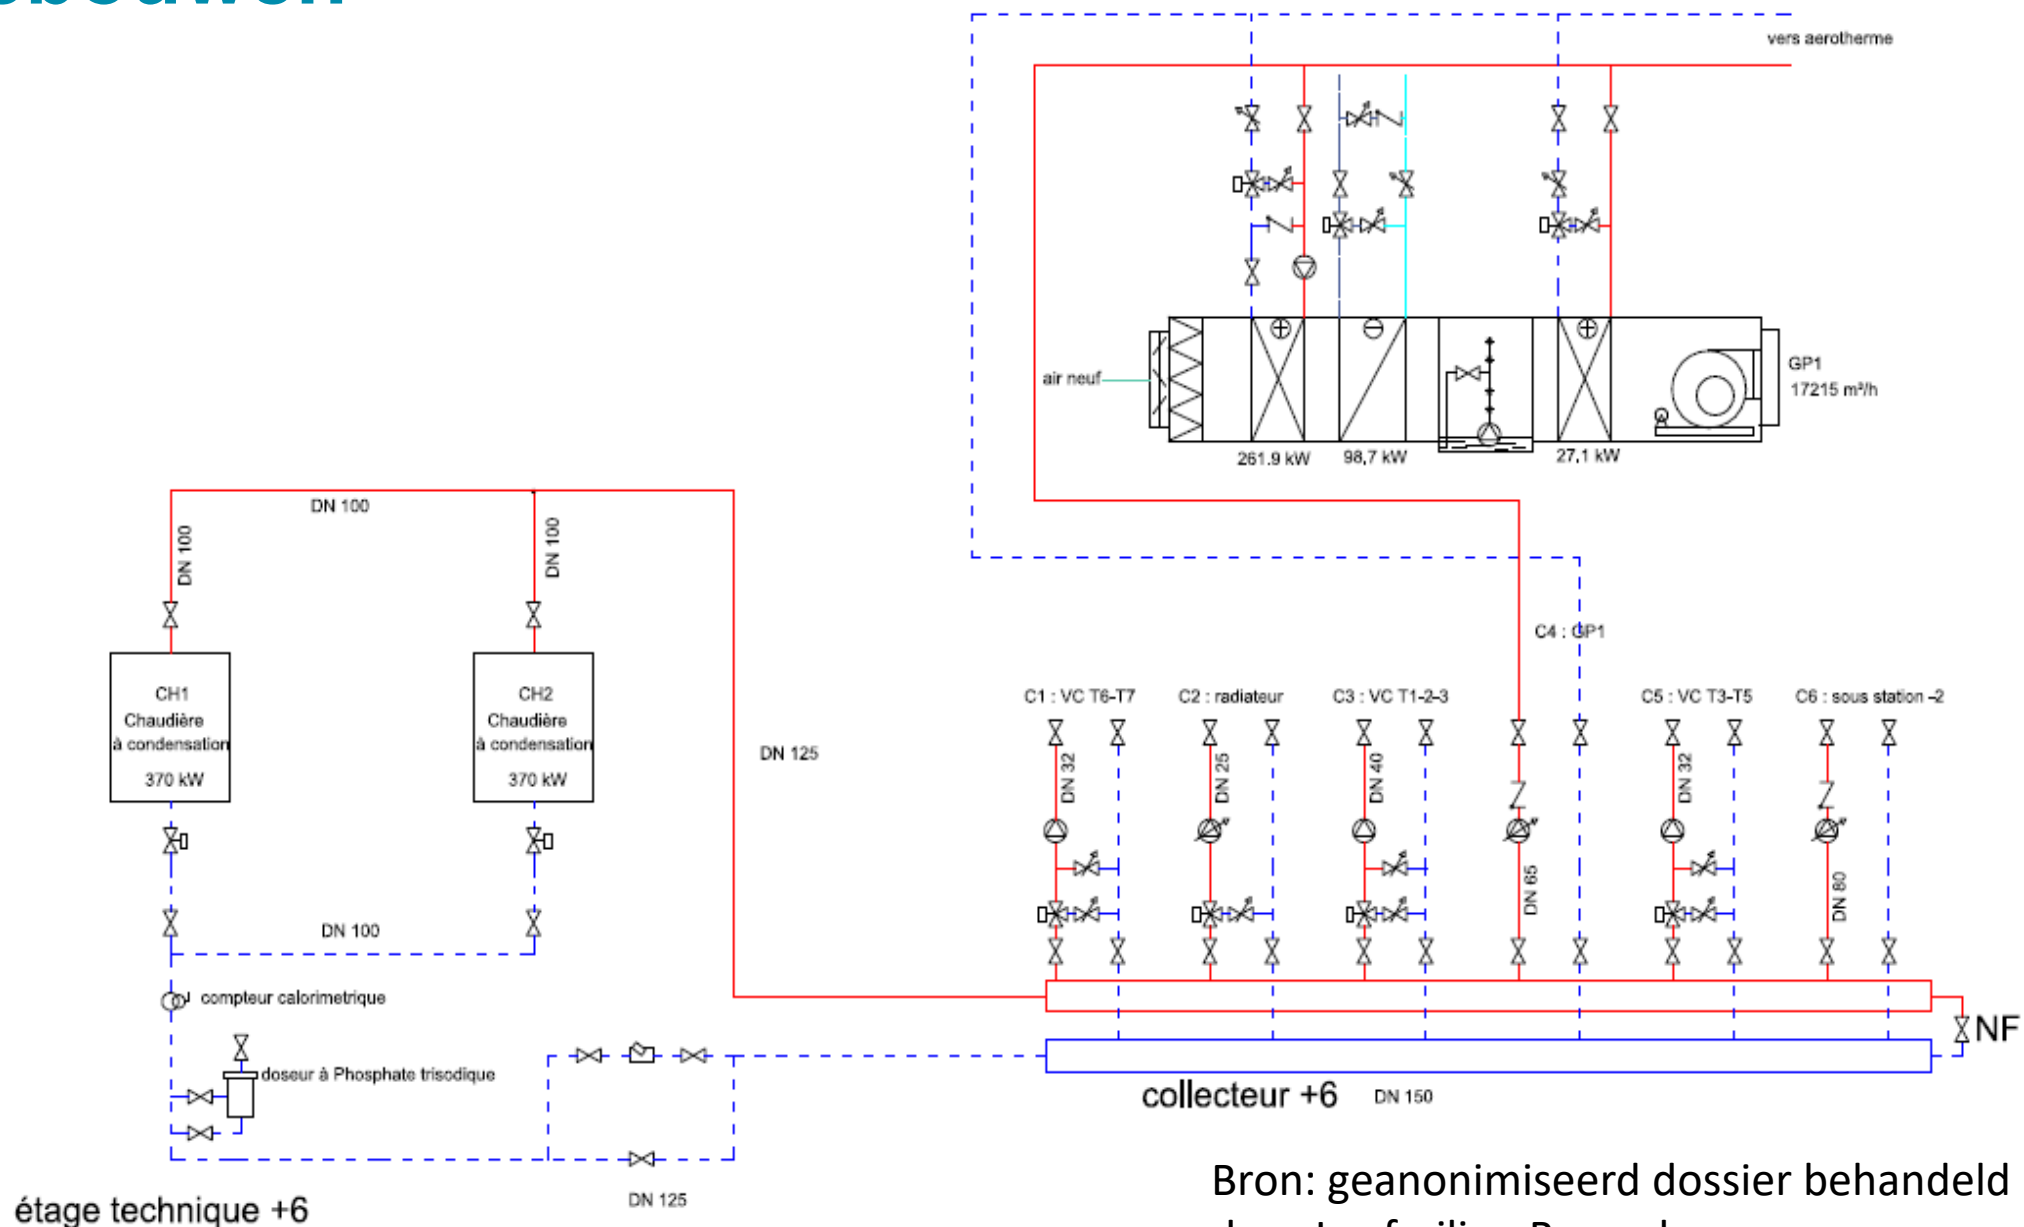 vers aerotherme
air neuf
GP1
17215 m³/h
261.9 kW
98,7 kW
27,1 kW
DN 100
DN 100
DN 100
C4 : GP1
CH1
Chaudière
à condensation
370 kW
CH2
Chaudière
à condensation
370 kW
DN 125
C1 : VC T6-T7
C2 : radiateur
C3 : VC T1-2-3
C5 : VC T3-T5
C6 : sous station -2
DN 32
DN 25
DN 40
DN 32
DN 65
DN 80
DN 100
compteur calorimetrique
NF
doseur à Phosphate trisodique
collecteur +6
DN 150
Bron: geanonimiseerd dossier behandeld
étage technique +6
DN 125